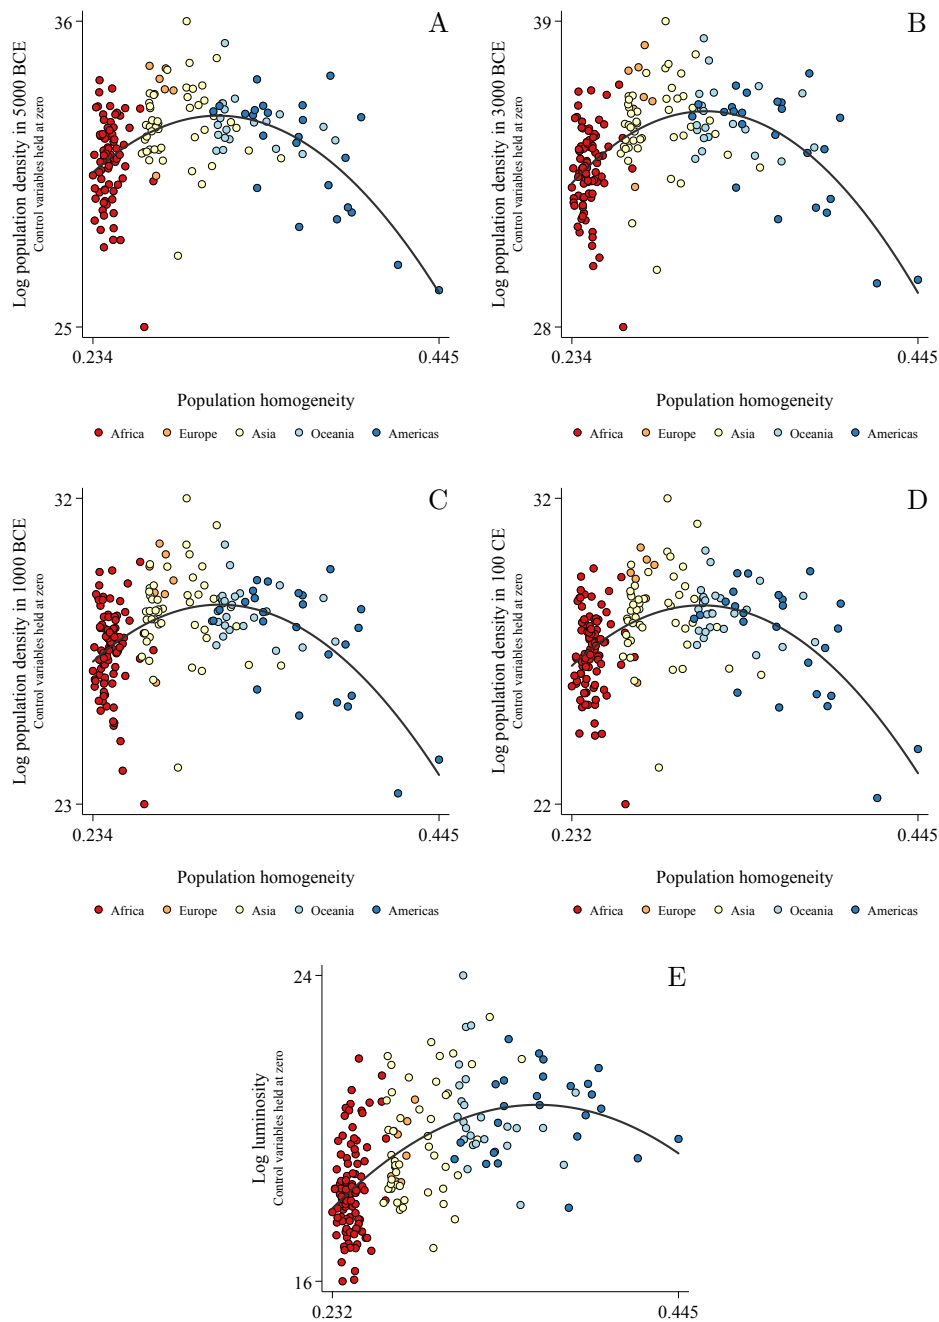 A
36
25
0.234
0.445
Log population density in 5000 BCE
Control variables held at zero
Population homogeneity
Africa Europe Asia Oceania Americas
B
39
28
0.234
0.445
Log population density in 3000 BCE
Control variables held at zero
Population homogeneity
Africa Europe Asia Oceania Americas
C
32
23
0.234
0.445
Log population density in 1000 BCE
Control variables held at zero
Population homogeneity
Africa Europe Asia Oceania Americas
D
32
22
0.232
0.445
Log population density in 100 CE
Control variables held at zero
Population homogeneity
Africa Europe Asia Oceania Americas
E
24
16
0.232
0.445
Log luminosity
Control variables held at zero